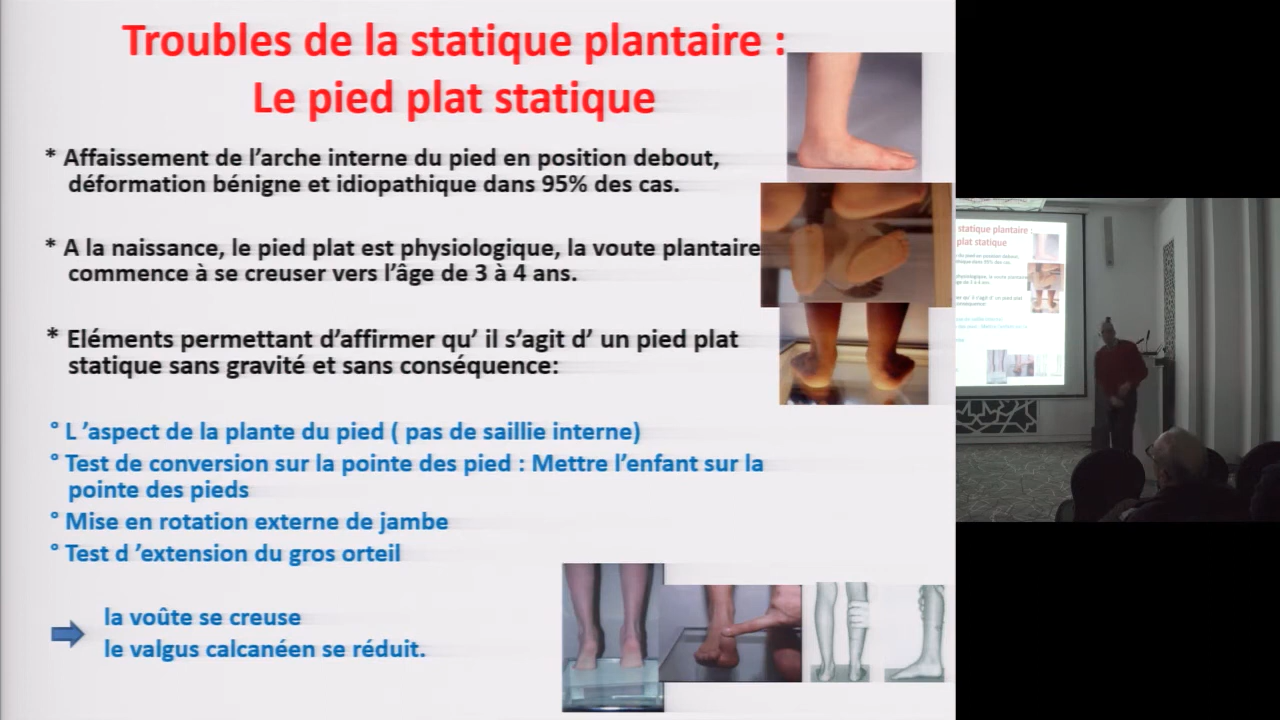 Troubles de la statique plantaire :
Le pied plat statique
* Affaissement de l’arche interne du pied en position debout,
déformation bénigne et idiopathique dans 95% des cas.
* A la naissance, le pied plat est physiologique, la voute plantaire
commence à se creuser vers l’âge de 3 à 4 ans.
* Eléments permettant d’affirmer qu’ il s’agit d’ un pied plat
statique sans gravité et sans conséquence:
° L ’aspect de la plante du pied ( pas de saillie interne)
° Test de conversion sur la pointe des pied : Mettre l’enfant sur la
pointe des pieds
° Mise en rotation externe de jambe
° Test d ’extension du gros orteil
la voûte se creuse
le valgus calcanéen se réduit.
statique plantaire :
plat statique